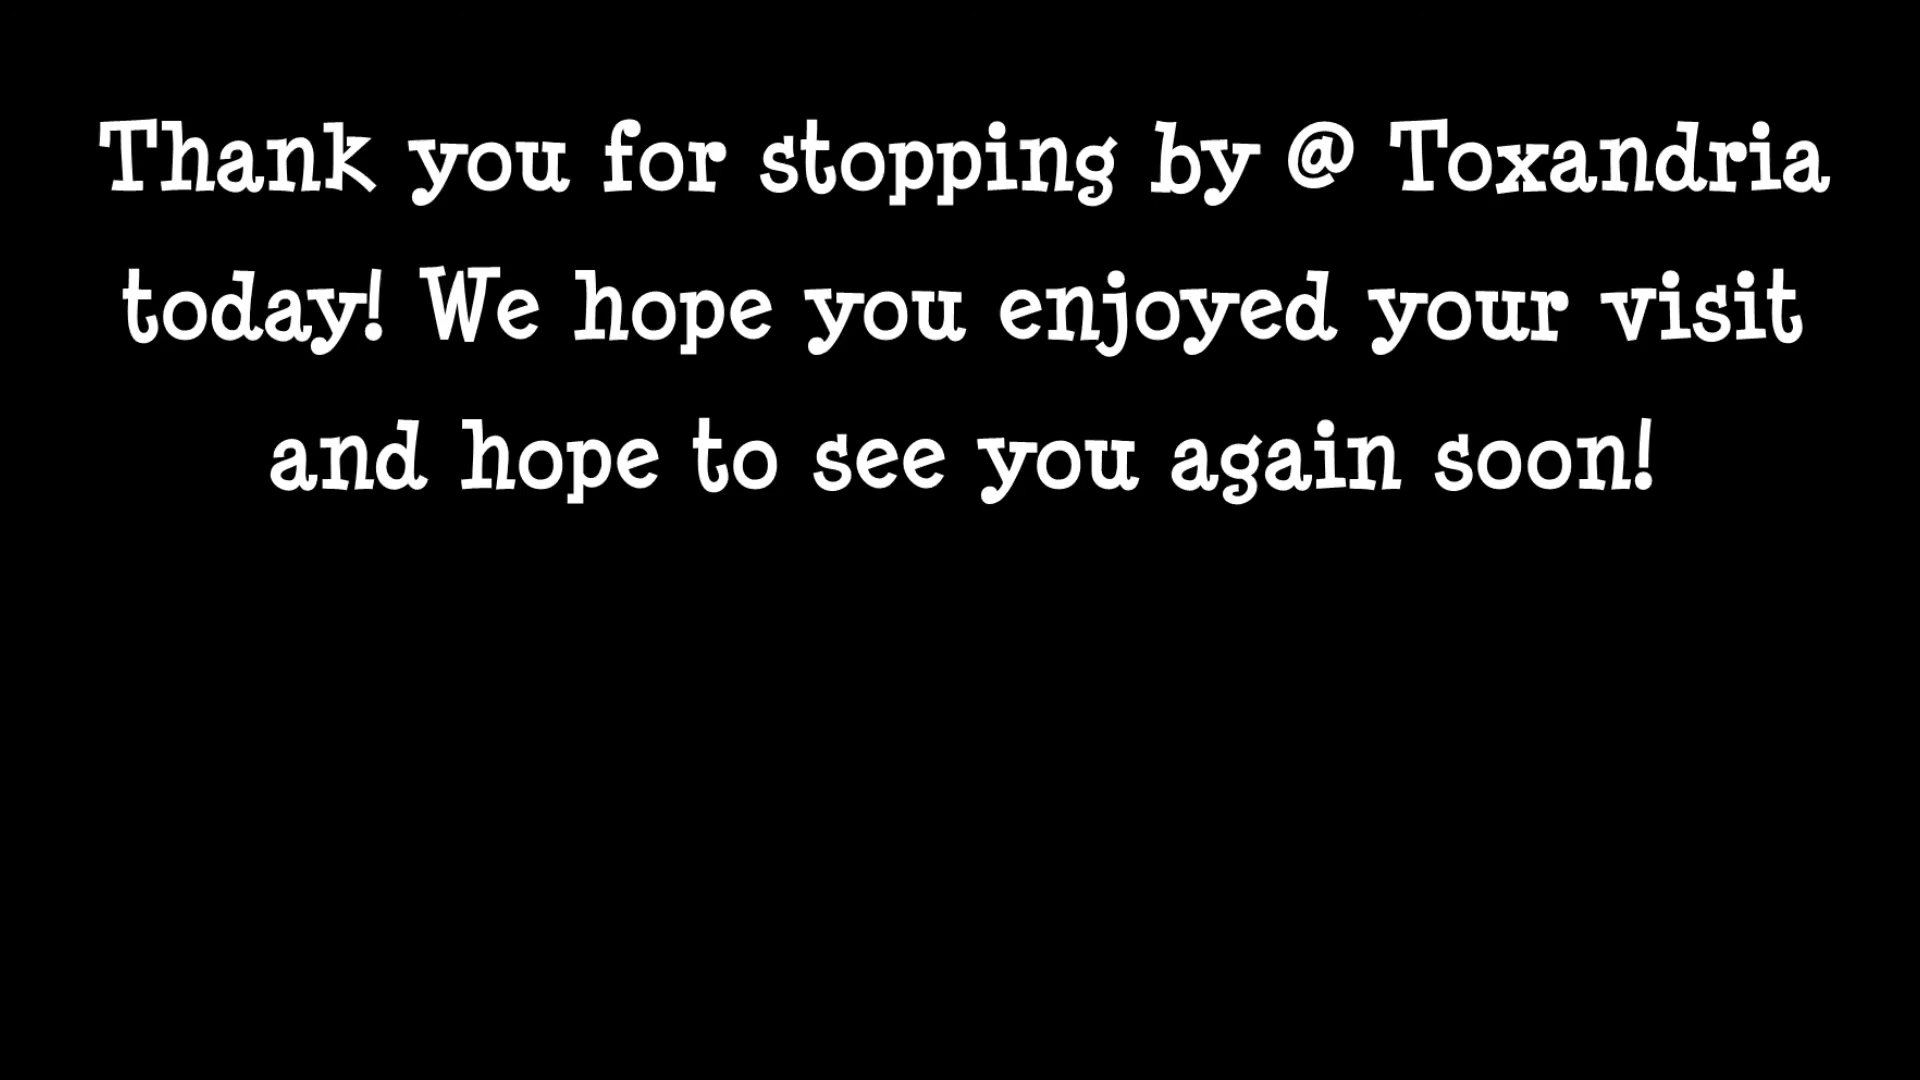 Thank you for stopping by @ Toxandria
today! We hope you enjoyed your visit
and hope to see you again soon!